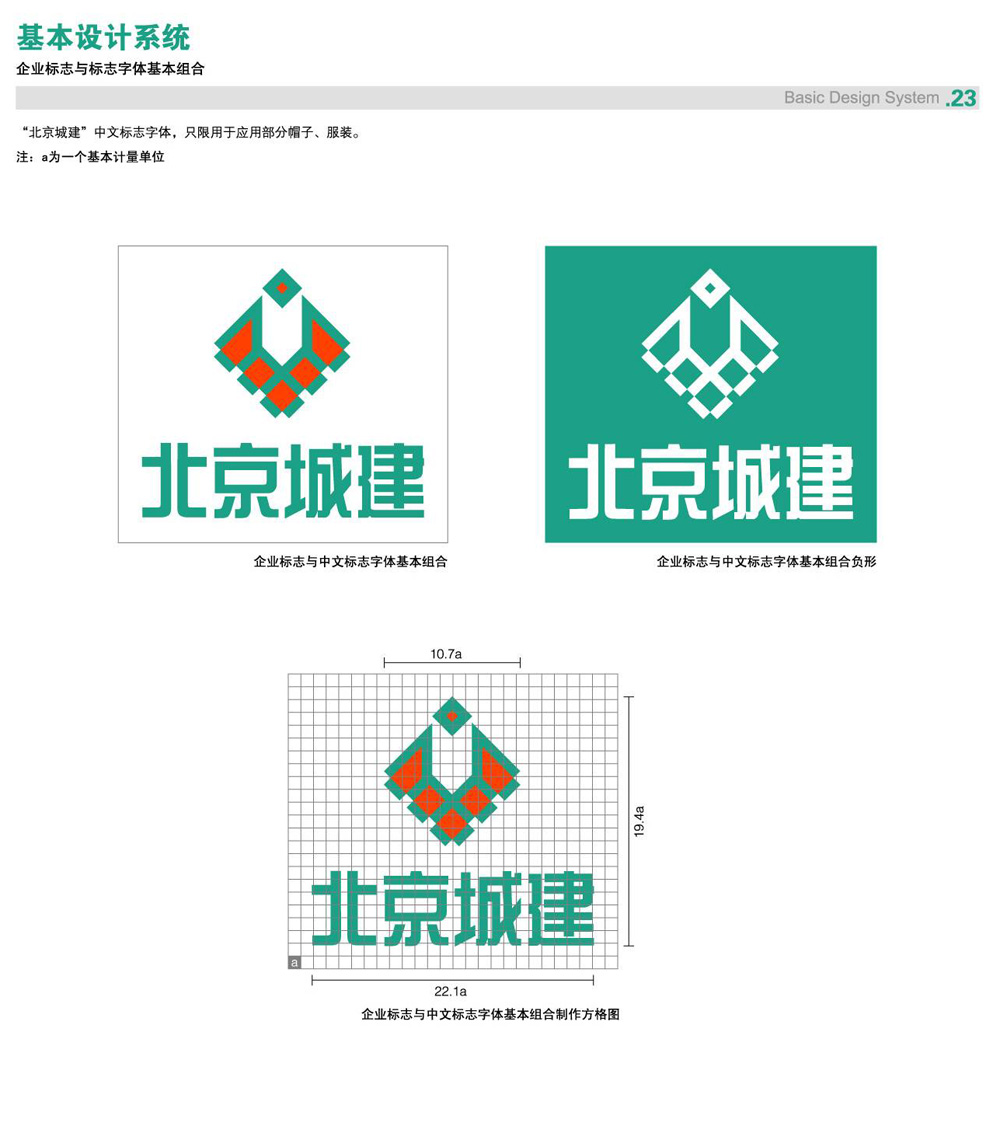 基本设计系统
企业标志与标志字体基本组合
Basic Design System .23
“北京城建”中文标志字体，只限用于应用部分帽子、服装。
注：a为一个基本计量单位
北京城建
北京城建
企业标志与中文标志字体基本组合
企业标志与中文标志字体基本组合负形
10.7a
19.4a
北京城建
a
22.1a
企业标志与中文标志字体基本组合制作方格图